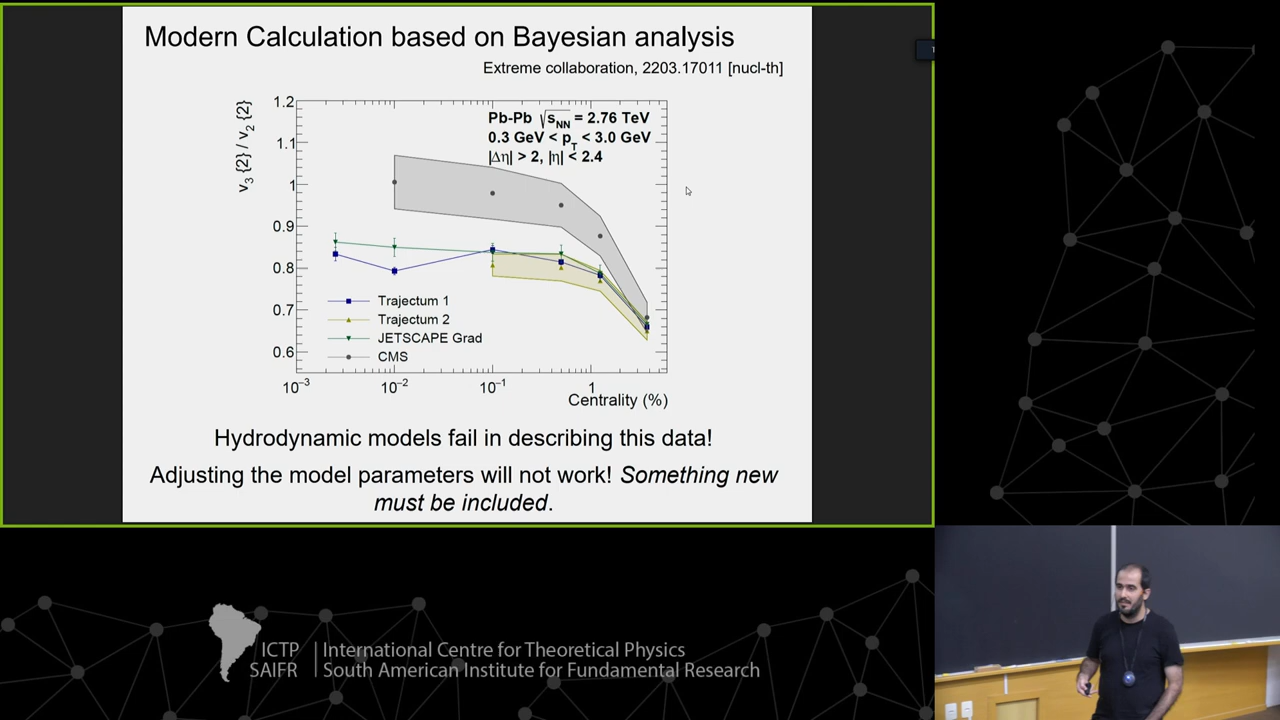 Modern Calculation based on Bayesian analysis
Extreme collaboration, 2203.17011 [nucl-th]
v3 {2} / v2 {2}
1.2
1.1
1
0.9
0.8
0.7
0.6
Pb-Pb √sNN = 2.76 TeV
0.3 GeV < pT < 3.0 GeV
|Δη| > 2, |η| < 2.4
Trajectum 1
Trajectum 2
JETSCAPE Grad
CMS
10−3 10−2 10−1 1
Centrality (%)
Hydrodynamic models fail in describing this data!
Adjusting the model parameters will not work! Something new
must be included.
ICTP International Centre for Theoretical Physics
SAIFR South American Institute for Fundamental Research